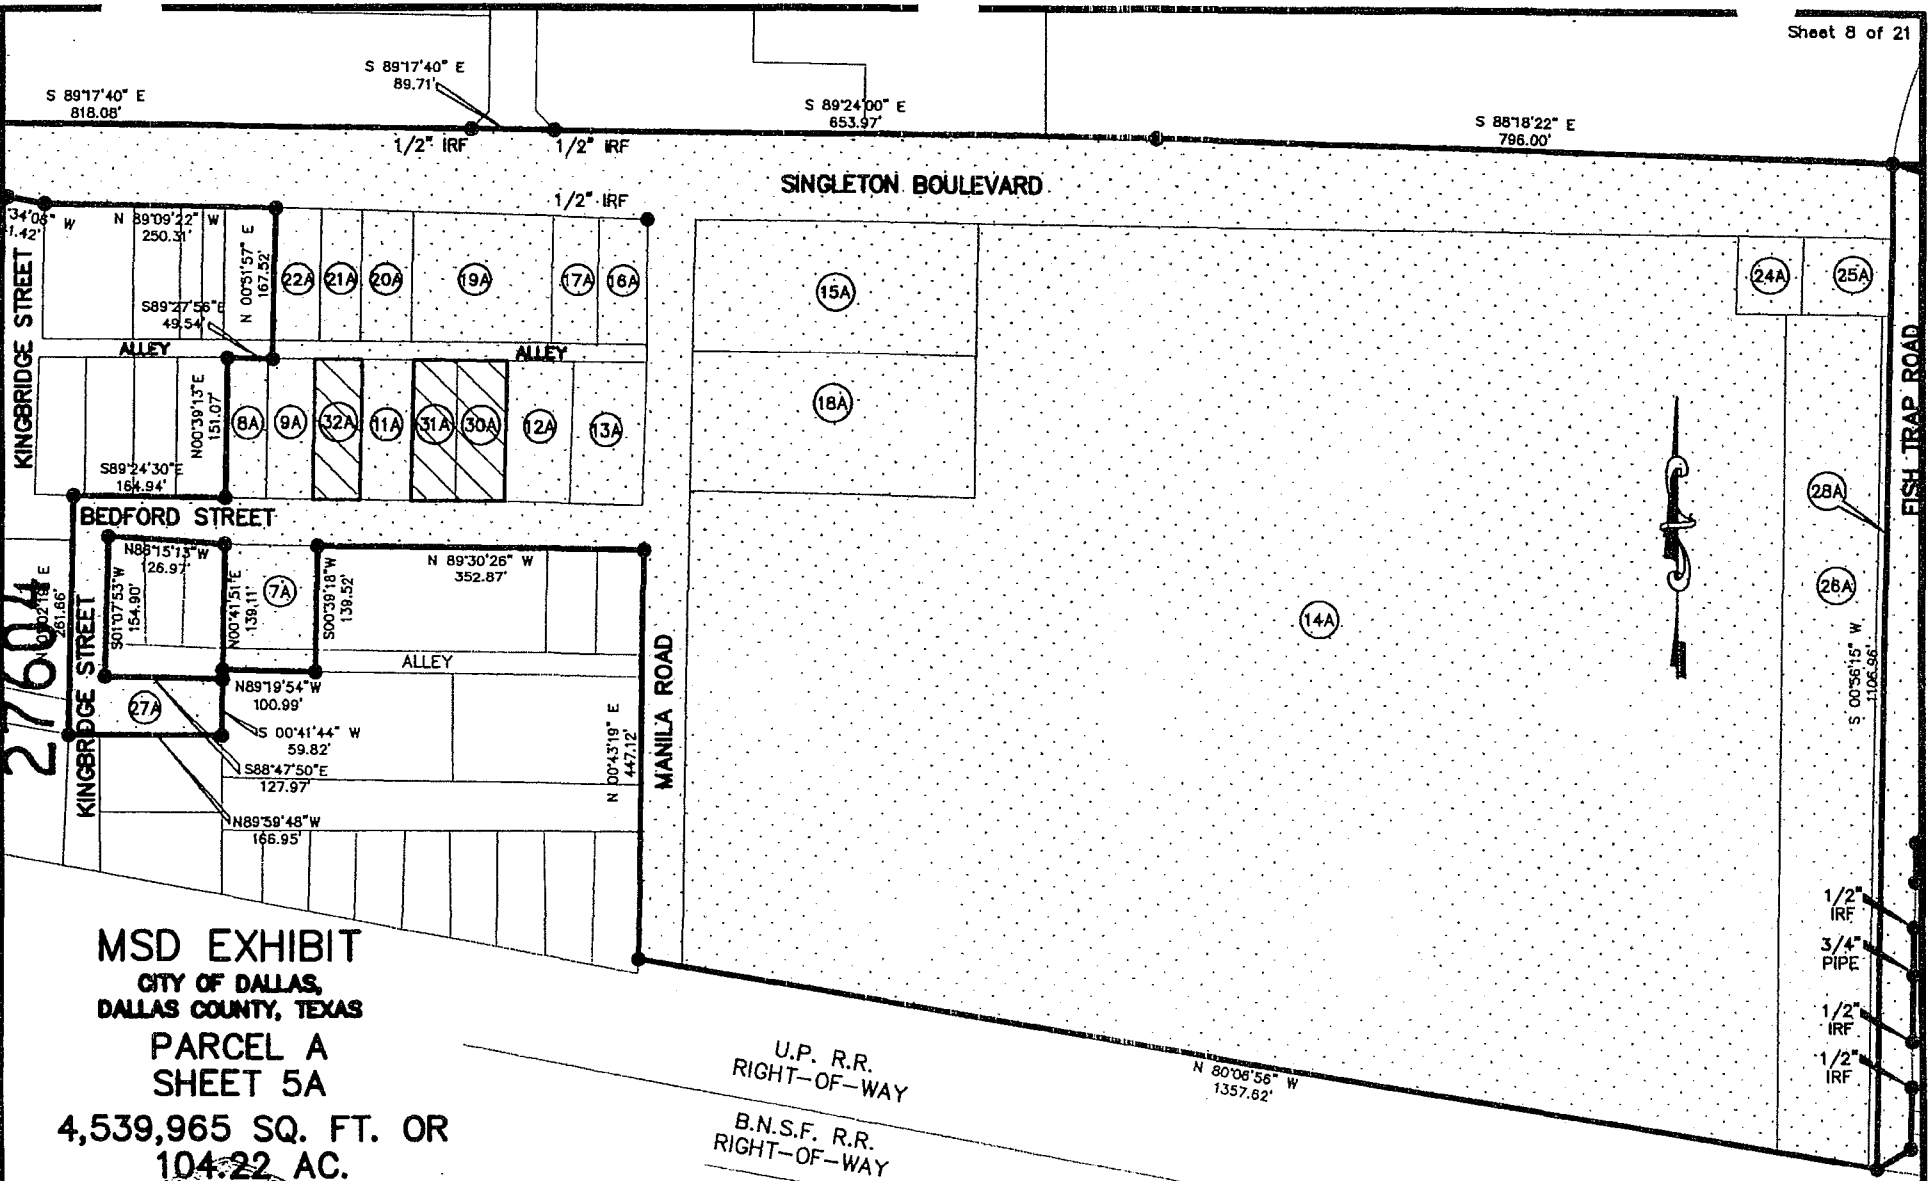 Sheet 8 of 21
S 89°17'40" E
89.71'
S 89°17'40" E
818.08'
S 89°24'00" E
653.97'
S 88°18'22" E
796.00'
1/2" IRF
1/2" IRF
SINGLETON BOULEVARD
1/2" IRF
N 89°09'22" W
250.31'
N 00°51'57" E
167.52'
S89°27'56"E
49.54'
KINGBRIDGE STREET
22A
21A
20A
19A
17A
16A
15A
24A
25A
ALLEY
ALLEY
N00°39'13"E
151.07'
8A
9A
32A
11A
31A
30A
12A
13A
18A
FISH TRAP ROAD
S89°24'30"E
164.94'
28A
BEDFORD STREET
N88°15'13"W
126.97'
N 89°30'26" W
352.87'
S01°07'53"W
154.90'
N00°41'51"E
139.11'
7A
S00°39'18"W
139.52'
26A
14A
261.66'
27604
KINGBRIDGE STREET
ALLEY
MANILA ROAD
S 00°56'15" W
1106.96'
N89°19'54"W
100.99'
27A
S 00°41'44" W
59.82'
S88°47'50"E
127.97'
N 00°43'19" E
447.12'
N89°59'48"W
166.95'
1/2"
IRF
3/4"
PIPE
1/2"
IRF
1/2"
IRF
MSD EXHIBIT
CITY OF DALLAS,
DALLAS COUNTY, TEXAS
PARCEL A
SHEET 5A
4,539,965 SQ. FT. OR
104.22 AC.
U.P. R.R.
RIGHT-OF-WAY
N 80°06'56" W
1357.62'
B.N.S.F. R.R.
RIGHT-OF-WAY